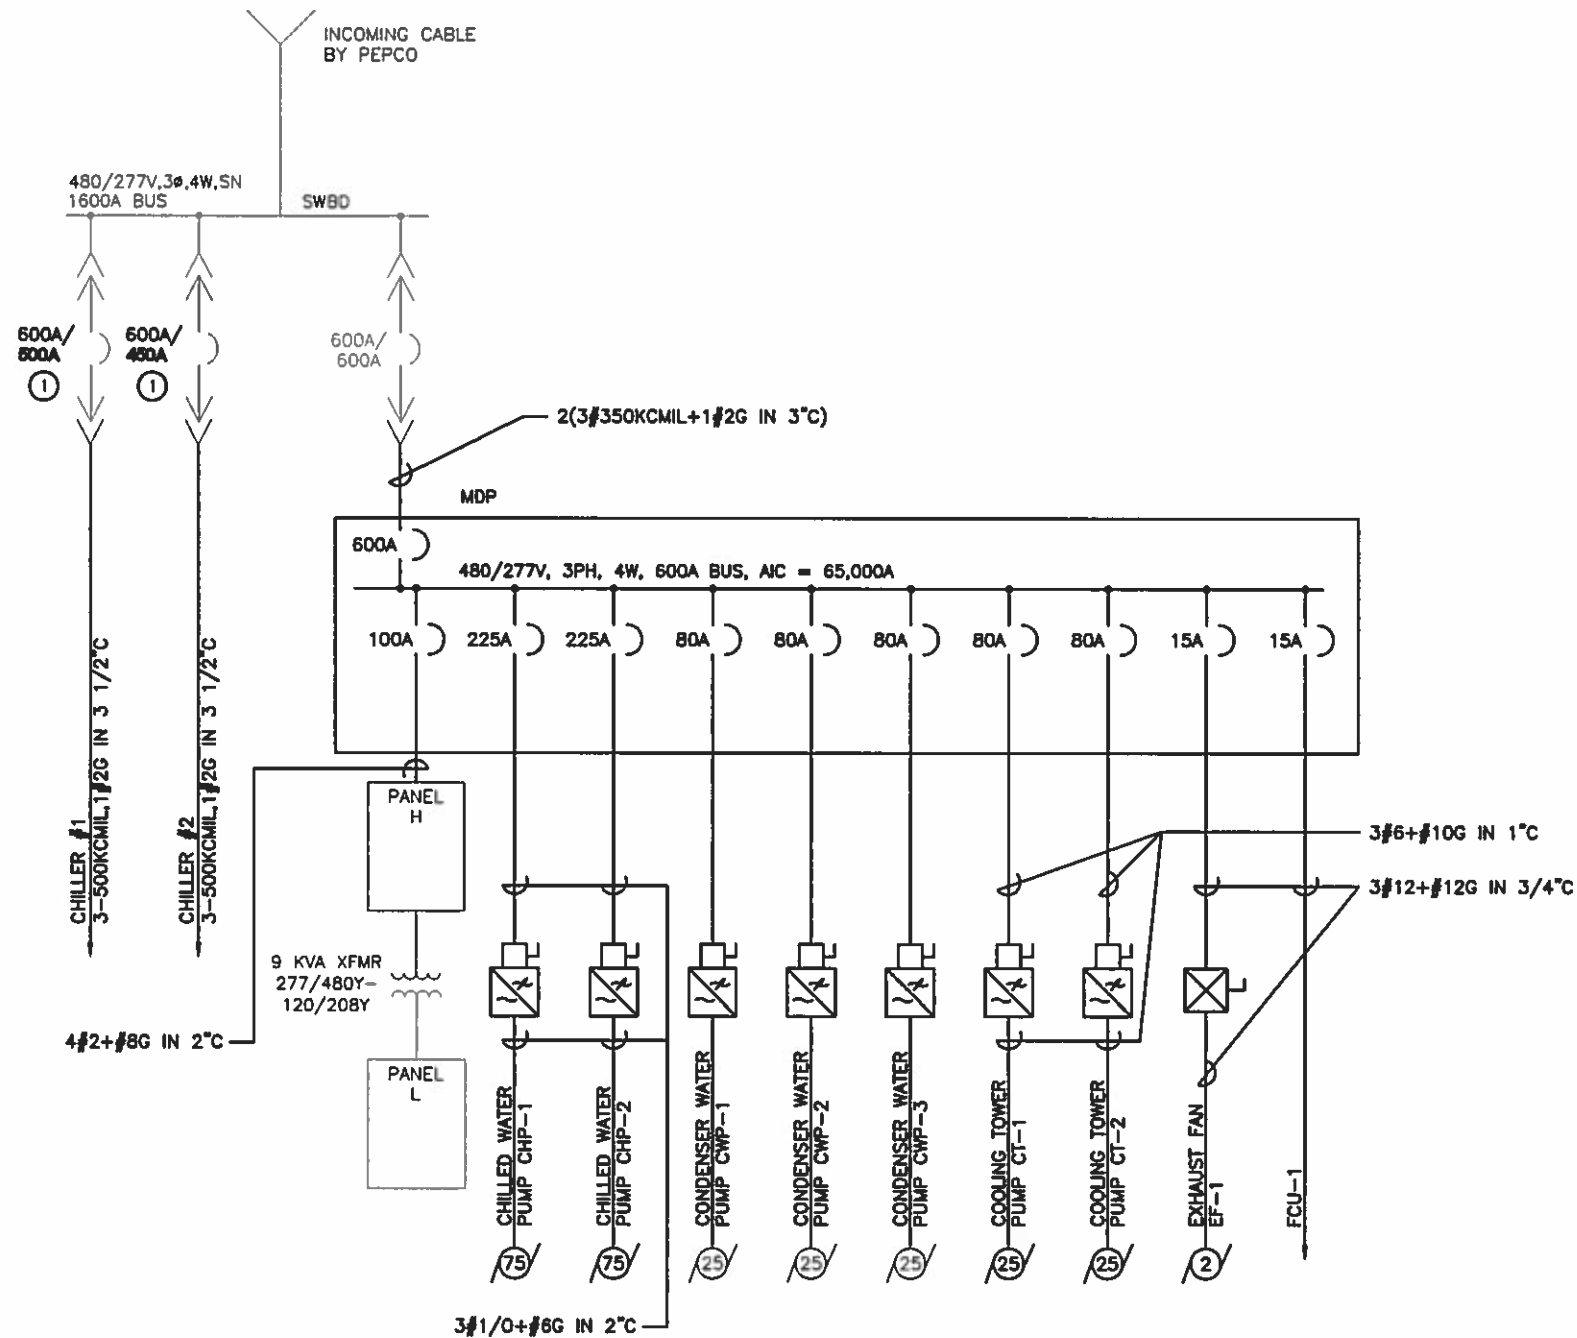 INCOMING CABLE
BY PEPCO
480/277V,3ø,4W,SN
1600A BUS
SWBD
600A/
500A
1
600A/
450A
1
600A/
600A
2(3#350KCMIL+1#2G IN 3"C)
MDP
600A
480/277V, 3PH, 4W, 600A BUS, AIC = 65,000A
100A
225A
225A
80A
80A
80A
80A
80A
15A
15A
CHILLER #1
3-500KCMIL,1#2G IN 3 1/2"C
CHILLER #2
3-500KCMIL,1#2G IN 3 1/2"C
PANEL
H
3#6+#10G IN 1"C
3#12+#12G IN 3/4"C
9 KVA XFMR
277/480Y-
120/208Y
4#2+#8G IN 2"C
PANEL
L
CHILLED WATER
PUMP CHP-1
CHILLED WATER
PUMP CHP-2
CONDENSER WATER
PUMP CWP-1
CONDENSER WATER
PUMP CWP-2
CONDENSER WATER
PUMP CWP-3
COOLING TOWER
PUMP CT-1
COOLING TOWER
PUMP CT-2
EXHAUST FAN
EF-1
FCU-1
75
75
25
25
25
25
25
2
3#1/0+#6G IN 2"C